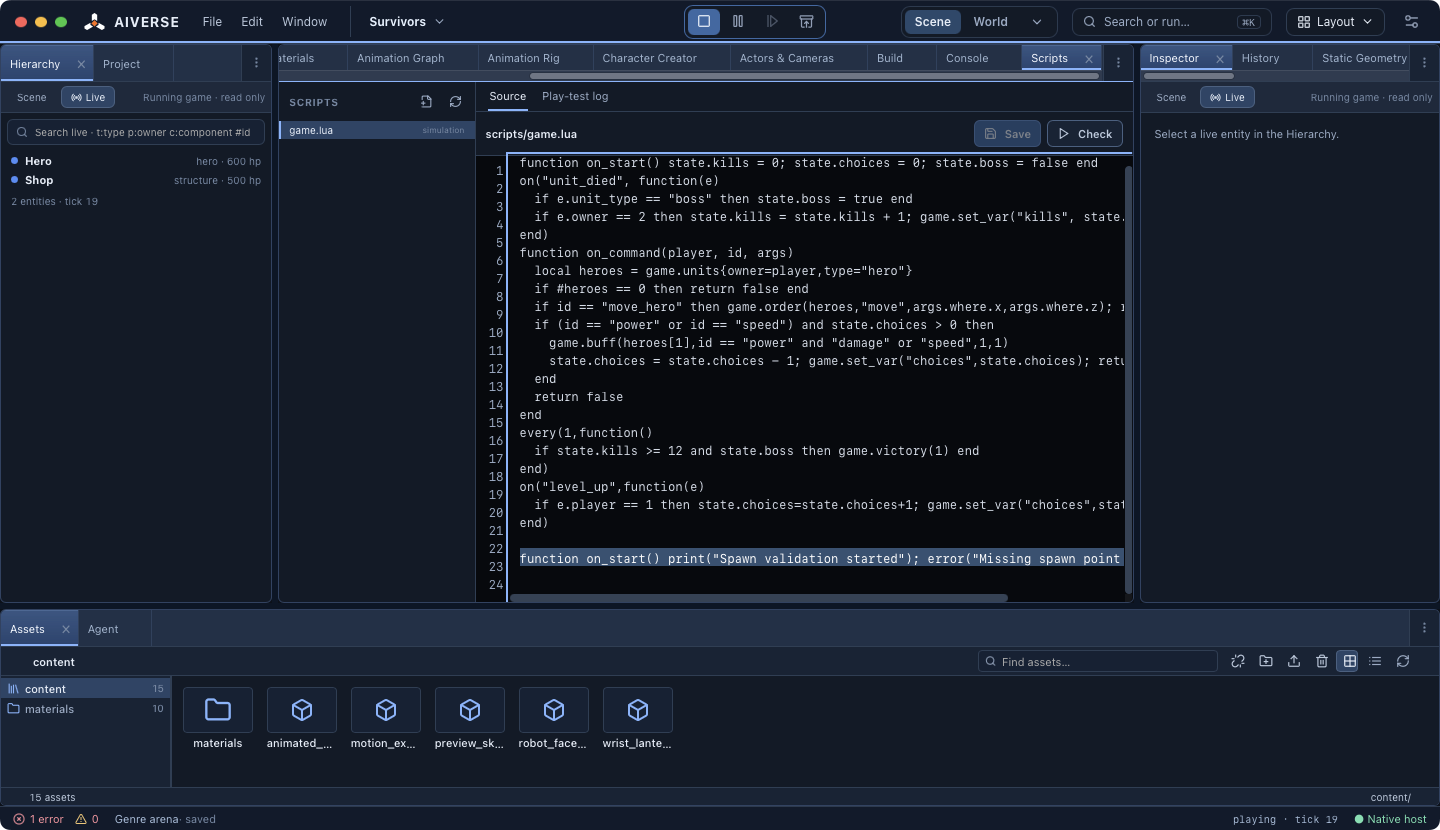 AIVERSE File Edit Window Survivors Scene World Search or run... ⌘K Layout
Hierarchy Project
Scene Live Running game · read only
Search live · t:type p:owner c:component #id
Hero hero · 600 hp
Shop structure · 500 hp
2 entities · tick 19
aterials Animation Graph Animation Rig Character Creator Actors & Cameras Build Console Scripts
SCRIPTS
game.lua simulation
Source Play-test log
scripts/game.lua Save Check
1 function on_start() state.kills = 0; state.choices = 0; state.boss = false end
2 on("unit_died", function(e)
3 if e.unit_type == "boss" then state.boss = true end
4 if e.owner == 2 then state.kills = state.kills + 1; game.set_var("kills", state.
5 end)
6 function on_command(player, id, args)
7 local heroes = game.units{owner=player,type="hero"}
8 if #heroes == 0 then return false end
9 if id == "move_hero" then game.order(heroes,"move",args.where.x,args.where.z);
10 if (id == "power" or id == "speed") and state.choices > 0 then
11 game.buff(heroes[1],id == "power" and "damage" or "speed",1,1)
12 state.choices = state.choices - 1; game.set_var("choices",state.choices); retu
13 end
14 return false
15 end
16 every(1,function()
17 if state.kills >= 12 and state.boss then game.victory(1) end
18 end)
19 on("level_up",function(e)
20 if e.player == 1 then state.choices=state.choices+1; game.set_var("choices",stat
21 end)
22
23 function on_start() print("Spawn validation started"); error("Missing spawn point
24
Inspector History Static Geometry
Scene Live Running game · read only
Select a live entity in the Hierarchy.
Assets Agent
content Find assets...
content 15
materials 10
materials animated_... motion_ex... preview_sk... robot_face... wrist_lante...
15 assets content/
1 error 0 Genre arena · saved playing · tick 19 Native host